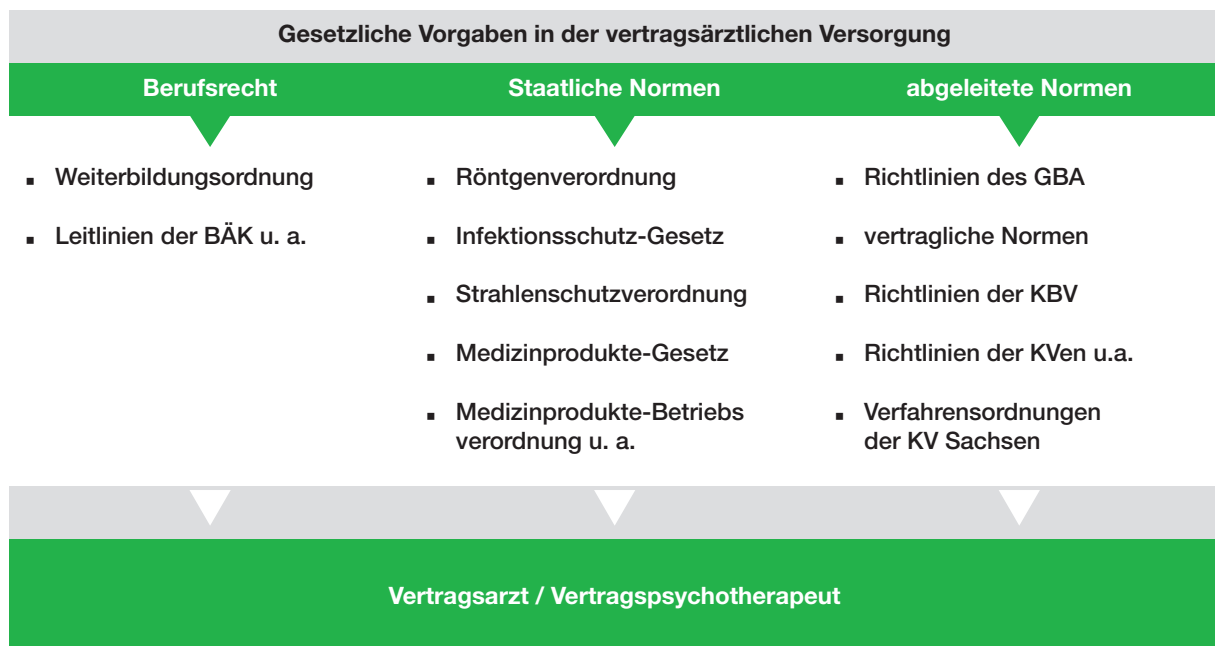 Gesetzliche Vorgaben in der vertragsärztlichen Versorgung
Berufsrecht
Staatliche Normen
abgeleitete Normen
▪ Weiterbildungsordnung
▪ Leitlinien der BÄK u. a.
▪ Röntgenverordnung
▪ Infektionsschutz-Gesetz
▪ Strahlenschutzverordnung
▪ Medizinprodukte-Gesetz
▪ Medizinprodukte-Betriebs
verordnung u. a.
▪ Richtlinien des GBA
▪ vertragliche Normen
▪ Richtlinien der KBV
▪ Richtlinien der KVen u.a.
▪ Verfahrensordnungen
der KV Sachsen
Vertragsarzt / Vertragspsychotherapeut